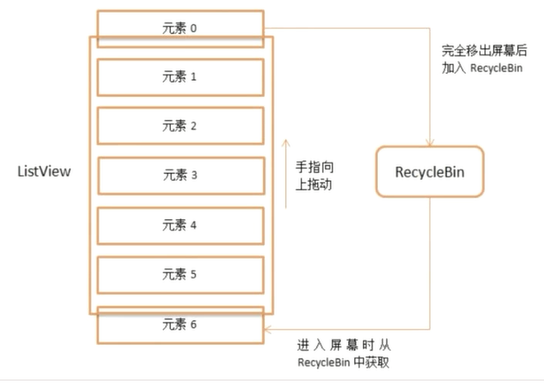 元素 0
完全移出屏幕后
加入 RecycleBin
元素 1
元素 2
手指向
上拖动
ListView
元素 3
RecycleBin
元素 4
元素 5
元素 6
进入屏幕时从
RecycleBin 中获取